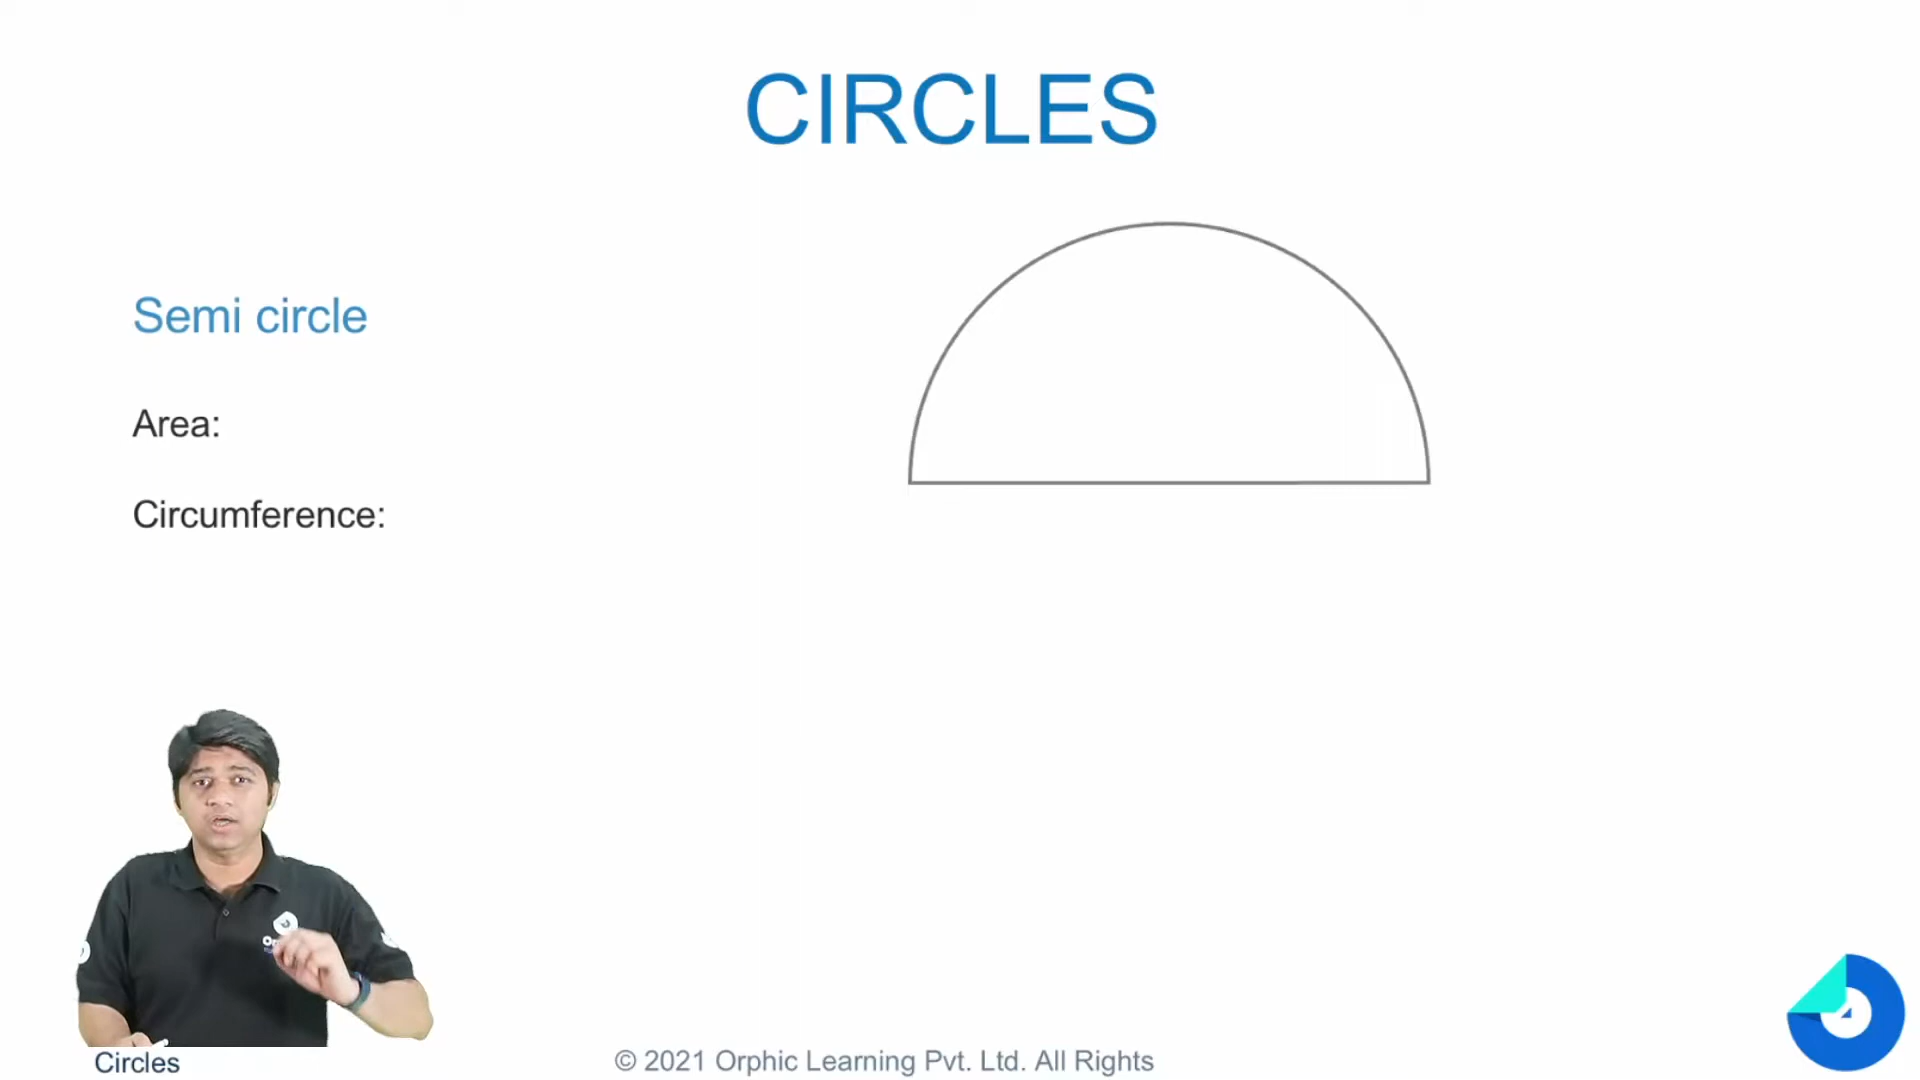 CIRCLES
Semi circle
Area:
Circumference:
Circles
© 2021 Orphic Learning Pvt. Ltd. All Rights